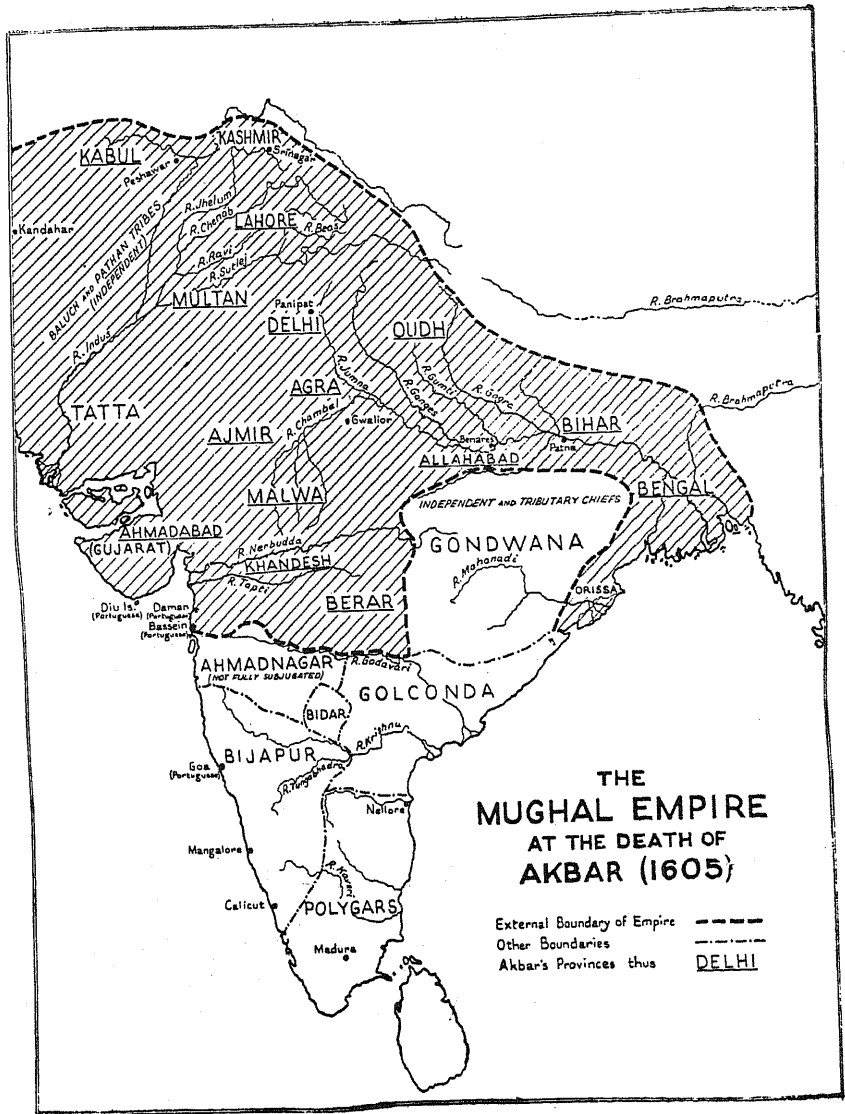 KASHMIR
Srinagar
KABUL
Peshawar
R. Jhelum
R. Chenab
LAHORE
R. Beas
Kandahar
BALUCH AND PATHAN TRIBES
(INDEPENDENT)
R. Ravi
R. Sutlej
MULTAN
Panipat
DELHI
OUDH
R. Brahmaputra
R. Indus
R. Jumna
R. Ganges
R. Gumti
R. Gogra
R. Brahmaputra
AGRA
TATTA
AJMIR
R. Chambal
Gwalior
Benares
BIHAR
Patna
ALLAHABAD
MALWA
BENGAL
INDEPENDENT AND TRIBUTARY CHIEFS
AHMADABAD
(GUJARAT)
R. Nerbudda
GONDWANA
KHANDESH
R. Mahanadi
R. Tapti
BERAR
ORISSA
Diu Is.
(Portuguese)
Daman
(Portuguese)
Bassein
(Portuguese)
AHMADNAGAR
(NOT FULLY SUBJUGATED)
R. Godavari
GOLCONDA
BIDAR
R. Krishna
BIJAPUR
Goa
(Portuguese)
R. Tungabhadra
Nellore
Mangalore
R. Kaveri
Calicut
POLYGARS
Madura
THE
MUGHAL EMPIRE
AT THE DEATH OF
AKBAR (1605)
External Boundary of Empire
Other Boundaries
Akbar's Provinces thus DELHI